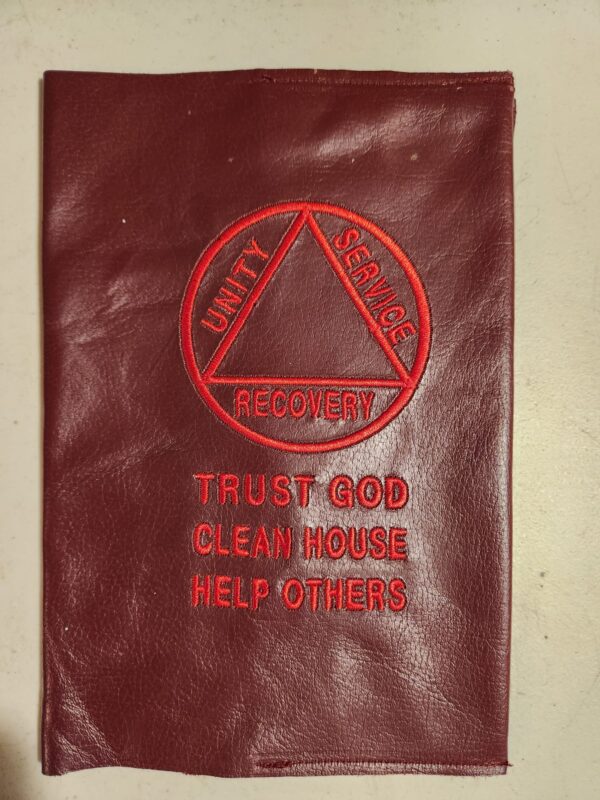 UNITY
SERVICE
RECOVERY
TRUST GOD
CLEAN HOUSE
HELP OTHERS